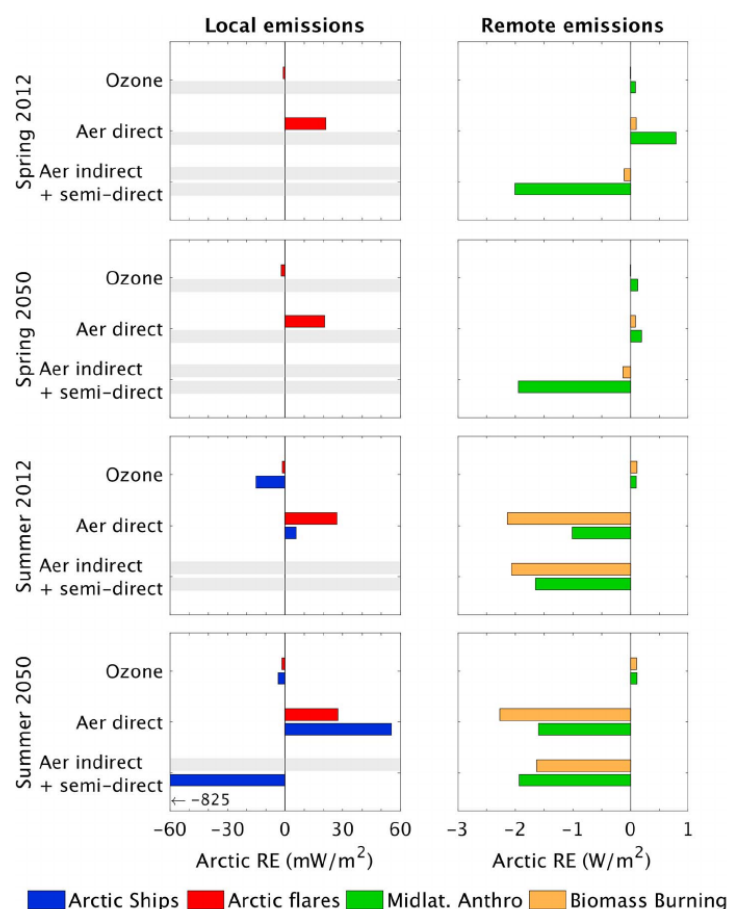 Local emissions Remote emissions
Spring 2012
Ozone
Aer direct
Aer indirect
+ semi-direct
Spring 2050
Ozone
Aer direct
Aer indirect
+ semi-direct
Summer 2012
Ozone
Aer direct
Aer indirect
+ semi-direct
Summer 2050
Ozone
Aer direct
Aer indirect
+ semi-direct
← -825
-60 -30 0 30 60 -3 -2 -1 0 1
Arctic RE (mW/m²) Arctic RE (W/m²)
Arctic Ships Arctic flares Midlat. Anthro Biomass Burning